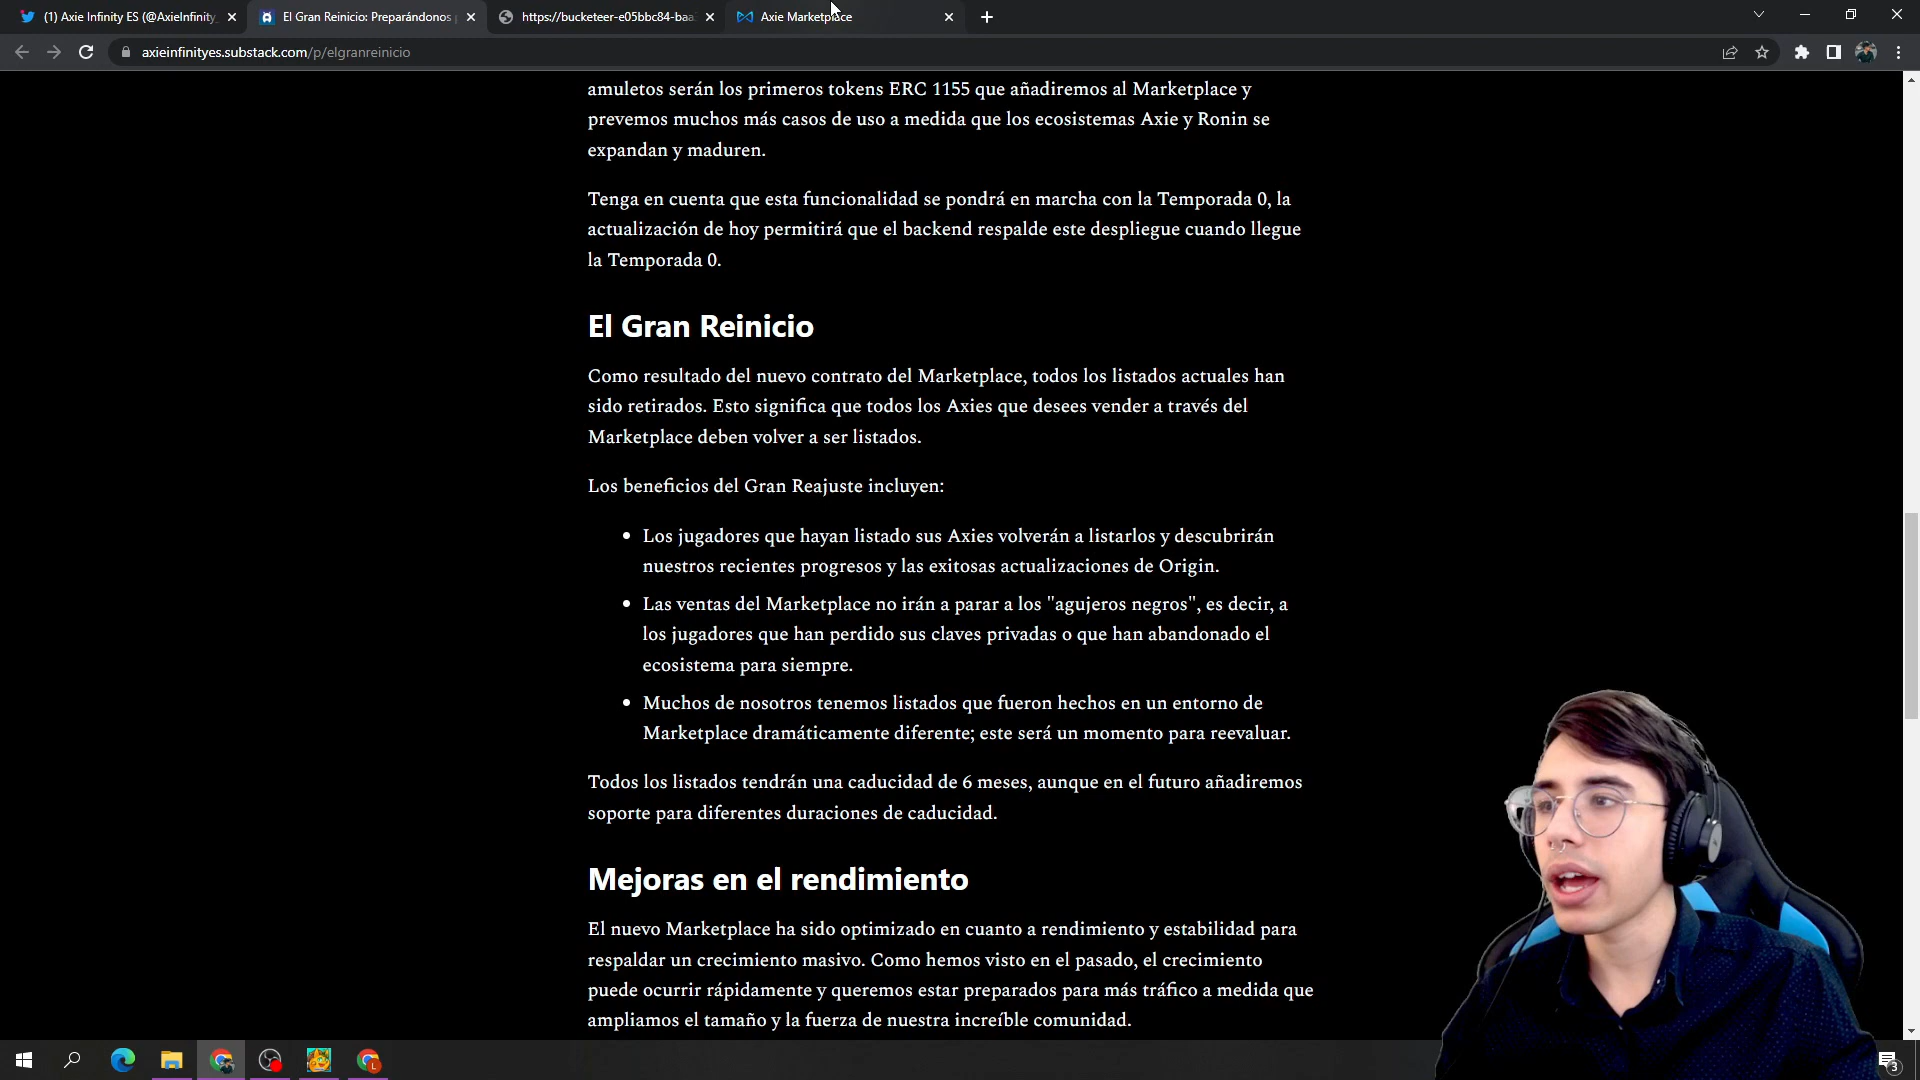 (1) Axie Infinity ES (@AxieInfinity_
El Gran Reinicio: Preparándonos
https://bucketeer-e05bbc84-baa
Axie Marketplace
axieinfinityes.substack.com/p/elgranreinicio
amuletos serán los primeros tokens ERC 1155 que añadiremos al Marketplace y
prevemos muchos más casos de uso a medida que los ecosistemas Axie y Ronin se
expandan y maduren.
Tenga en cuenta que esta funcionalidad se pondrá en marcha con la Temporada 0, la
actualización de hoy permitirá que el backend respalde este despliegue cuando llegue
la Temporada 0.
El Gran Reinicio
Como resultado del nuevo contrato del Marketplace, todos los listados actuales han
sido retirados. Esto significa que todos los Axies que desees vender a través del
Marketplace deben volver a ser listados.
Los beneficios del Gran Reajuste incluyen:
• Los jugadores que hayan listado sus Axies volverán a listarlos y descubrirán
nuestros recientes progresos y las exitosas actualizaciones de Origin.
• Las ventas del Marketplace no irán a parar a los "agujeros negros", es decir, a
los jugadores que han perdido sus claves privadas o que han abandonado el
ecosistema para siempre.
• Muchos de nosotros tenemos listados que fueron hechos en un entorno de
Marketplace dramáticamente diferente; este será un momento para reevaluar.
Todos los listados tendrán una caducidad de 6 meses, aunque en el futuro añadiremos
soporte para diferentes duraciones de caducidad.
Mejoras en el rendimiento
El nuevo Marketplace ha sido optimizado en cuanto a rendimiento y estabilidad para
respaldar un crecimiento masivo. Como hemos visto en el pasado, el crecimiento
puede ocurrir rápidamente y queremos estar preparados para más tráfico a medida que
ampliamos el tamaño y la fuerza de nuestra increíble comunidad.
L
3